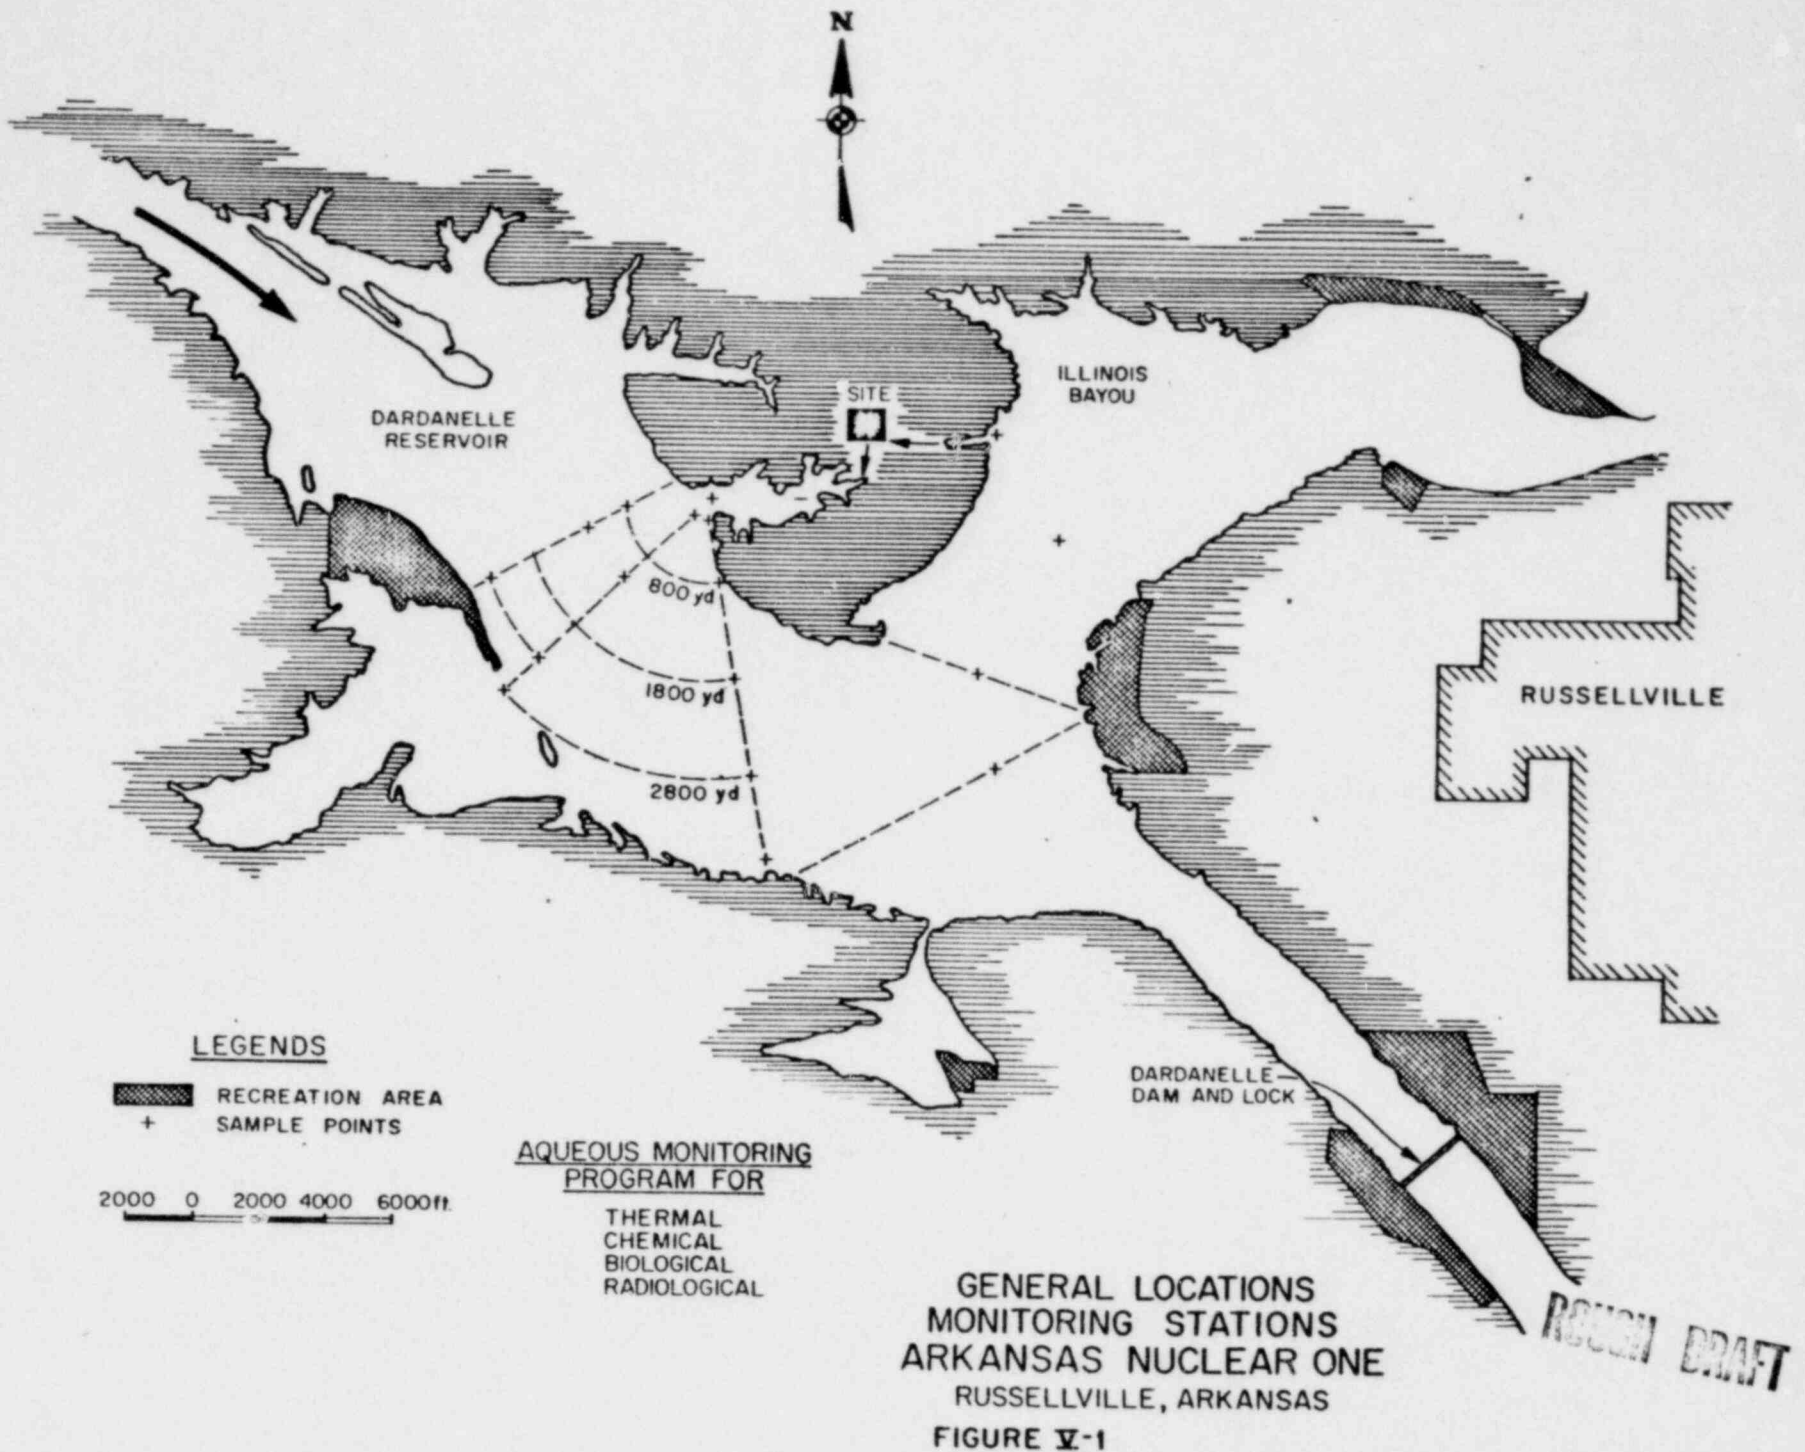 N
ILLINOIS
BAYOU
SITE
DARDANELLE
RESERVOIR
800 yd
1800 yd
RUSSELLVILLE
2800 yd
LEGENDS
RECREATION AREA
+ SAMPLE POINTS
DARDANELLE
DAM AND LOCK
AQUEOUS MONITORING
PROGRAM FOR
2000 0 2000 4000 6000ft.
THERMAL
CHEMICAL
BIOLOGICAL
RADIOLOGICAL
GENERAL LOCATIONS
MONITORING STATIONS
ARKANSAS NUCLEAR ONE
RUSSELLVILLE, ARKANSAS
FIGURE V-1
ROUGH DRAFT